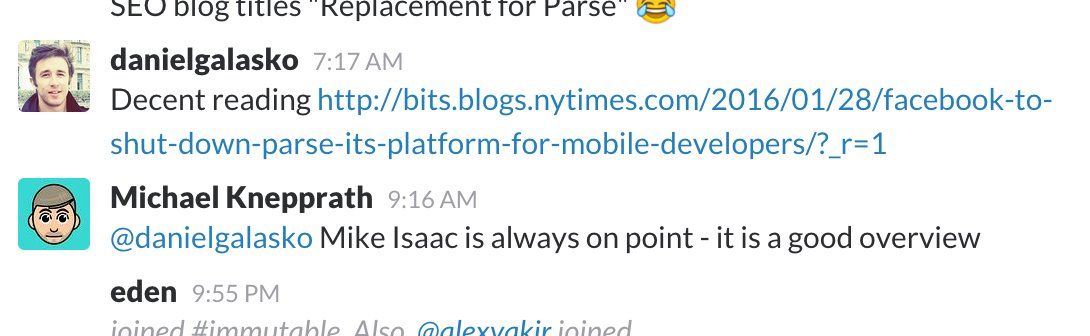 SEO blog titles "Replacement for Parse" 😂
danielgalasko 7:17 AM
Decent reading http://bits.blogs.nytimes.com/2016/01/28/facebook-to-
shut-down-parse-its-platform-for-mobile-developers/?_r=1
Michael Knepprath 9:16 AM
@danielgalasko Mike Isaac is always on point - it is a good overview
eden 9:55 PM
joined #immutable. Also, @alexyakir joined